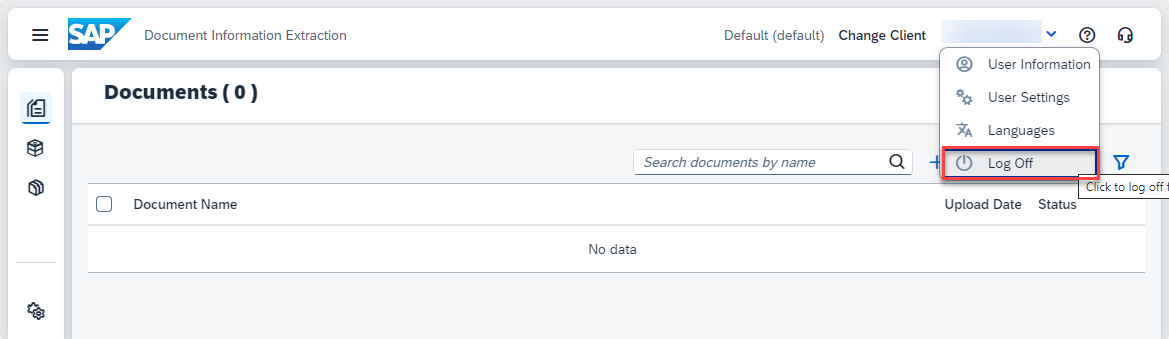 SAP Document Information Extraction Default (default) Change Client
User Information
Documents ( 0 )
User Settings
Languages
Search documents by name
Log Off
Click to log off f
Document Name Upload Date Status
No data